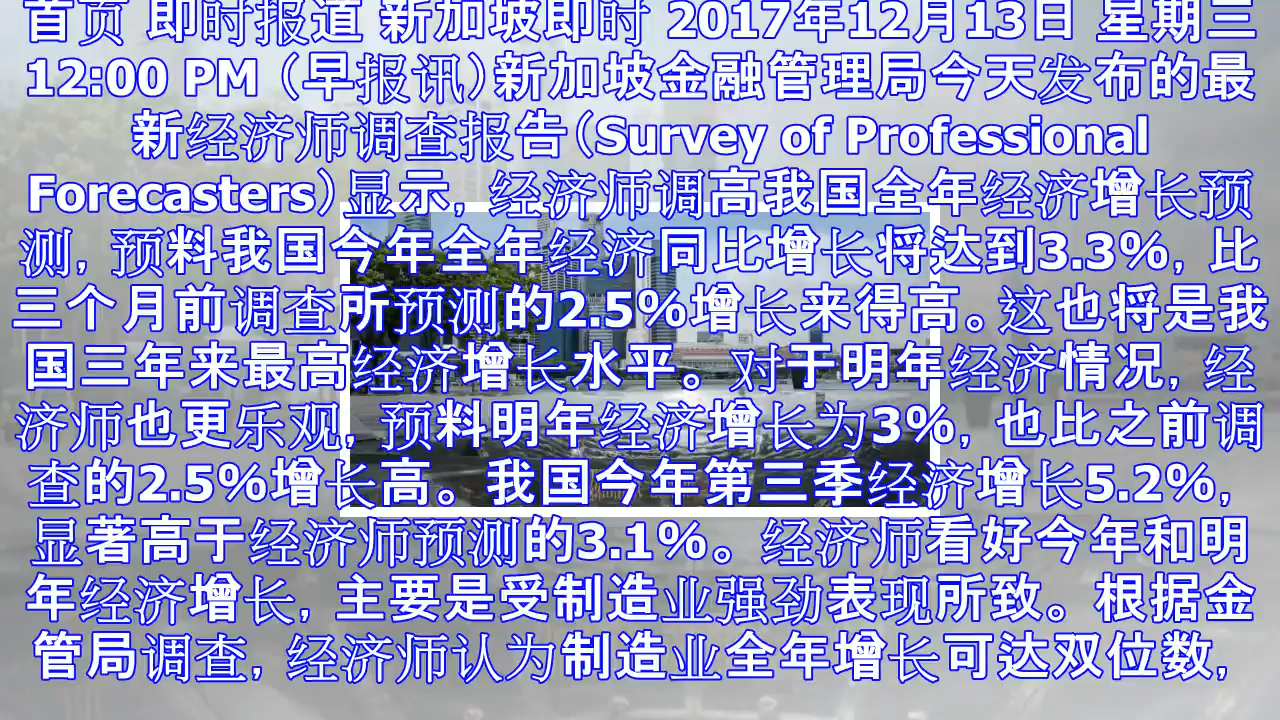 首页 即时报道 新加坡即时 2017年12月13日 星期三
12:00 PM（早报讯）新加坡金融管理局今天发布的最
新经济师调查报告（Survey of Professional
Forecasters）显示，经济师调高我国全年经济增长预
测，预料我国今年全年经济同比增长将达到3.3%，比
三个月前调查所预测的2.5%增长来得高。这也将是我
国三年来最高经济增长水平。对于明年经济情况，经
济师也更乐观，预料明年经济增长为3%，也比之前调
查的2.5%增长高。我国今年第三季经济增长5.2%，
显著高于经济师预测的3.1%。经济师看好今年和明
年经济增长，主要是受制造业强劲表现所致。根据金
管局调查，经济师认为制造业全年增长可达双位数，